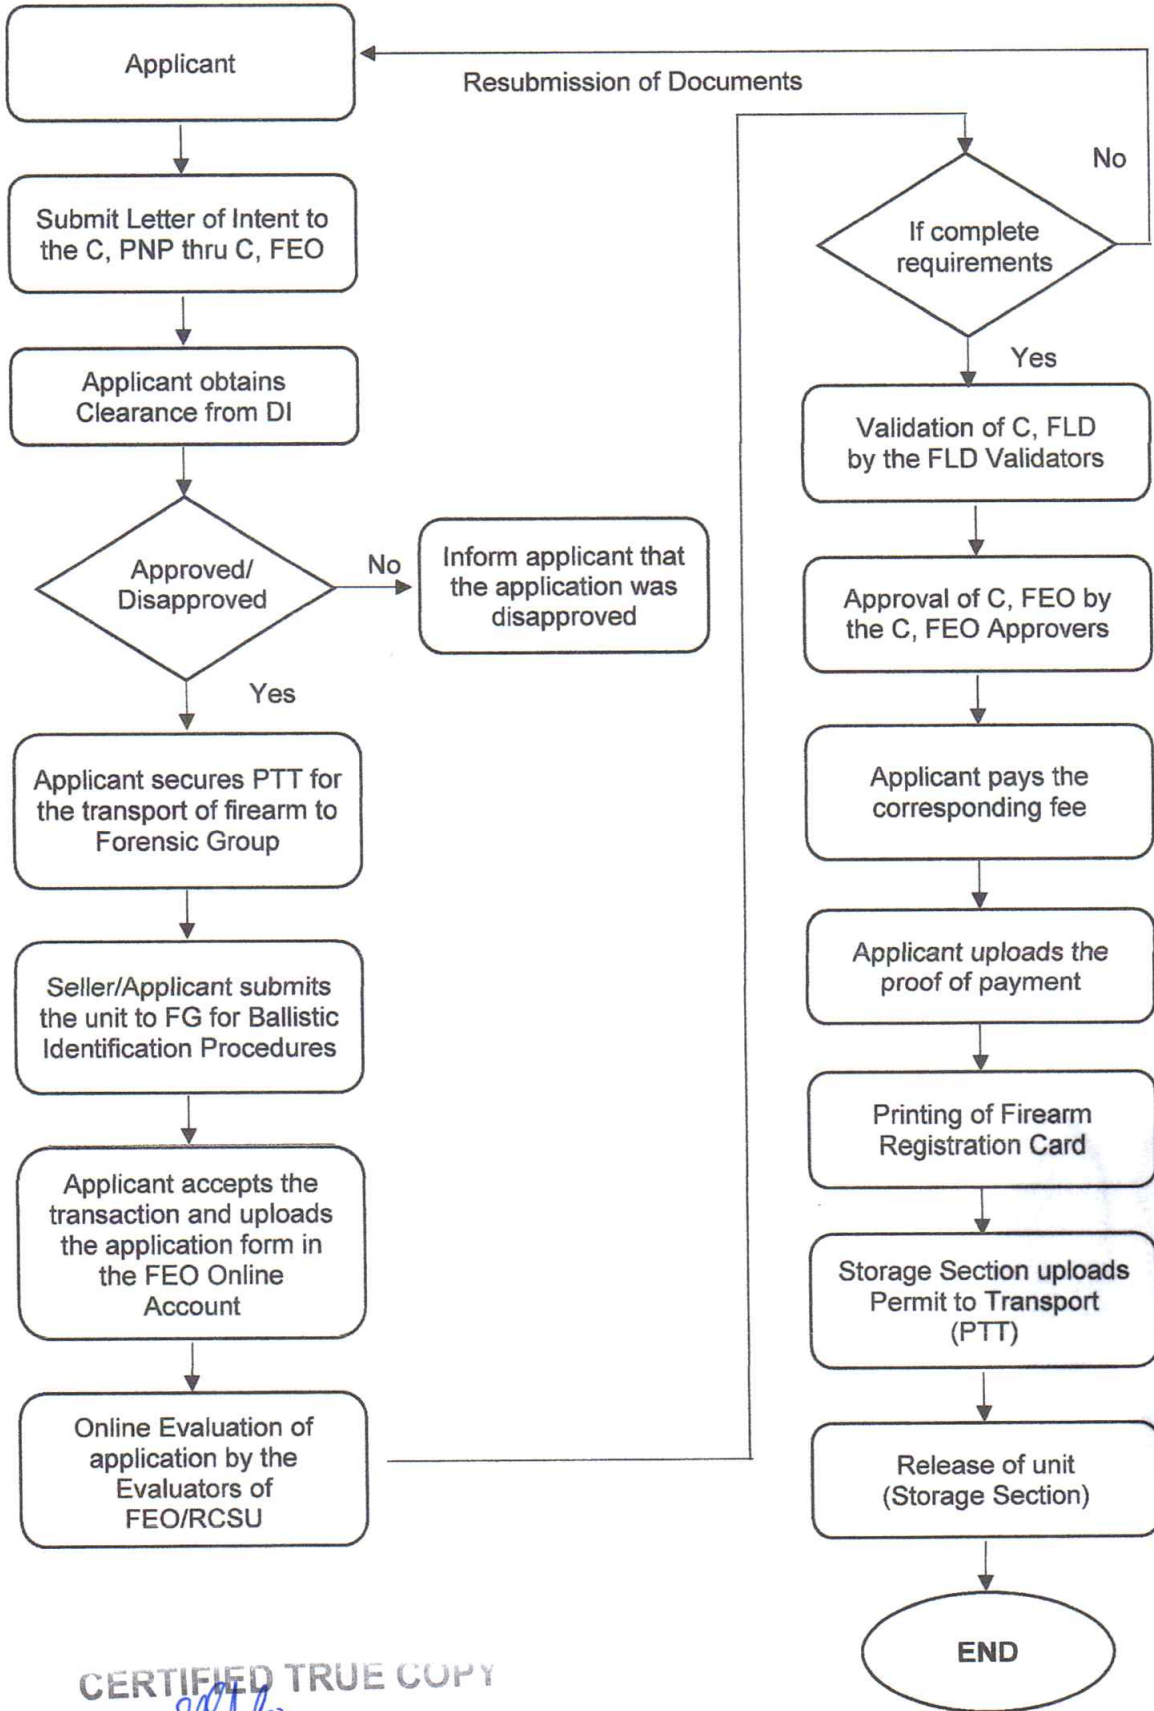 Applicant
Resubmission of Documents
Submit Letter of Intent to
the C, PNP thru C, FEO
Applicant obtains
Clearance from DI
Approved/
Disapproved
No
Inform applicant that
the application was
disapproved
Yes
Applicant secures PTT for
the transport of firearm to
Forensic Group
Seller/Applicant submits
the unit to FG for Ballistic
Identification Procedures
Applicant accepts the
transaction and uploads
the application form in
the FEO Online
Account
Online Evaluation of
application by the
Evaluators of
FEO/RCSU
If complete
requirements
No
Yes
Validation of C, FLD
by the FLD Validators
Approval of C, FEO by
the C, FEO Approvers
Applicant pays the
corresponding fee
Applicant uploads the
proof of payment
Printing of Firearm
Registration Card
Storage Section uploads
Permit to Transport
(PTT)
Release of unit
(Storage Section)
END
CERTIFIED TRUE COPY